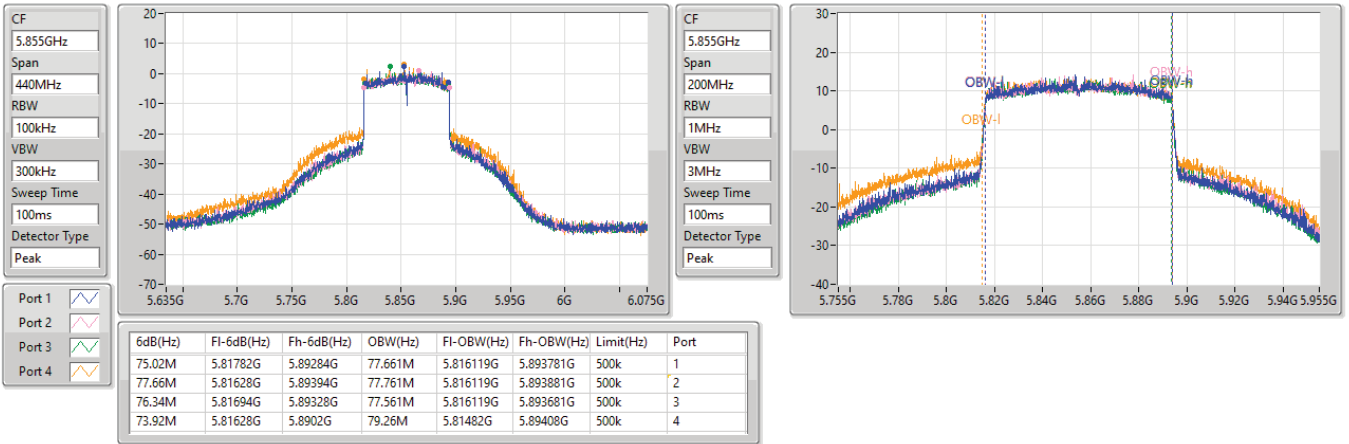 CF
5.855GHz
Span
440MHz
RBW
100kHz
VBW
300kHz
Sweep Time
100ms
Detector Type
Peak
20
10
0
-10
-20
-30
-40
-50
-60
-70
5.635G 5.7G 5.75G 5.8G 5.85G 5.9G 5.95G 6G 6.075G
CF
5.855GHz
Span
200MHz
RBW
1MHz
VBW
3MHz
Sweep Time
100ms
Detector Type
Peak
30
20
10
0
-10
-20
-30
-40
OBW-h
OBW-l OBW-h
OBW-l
5.755G 5.78G 5.8G 5.82G 5.84G 5.86G 5.88G 5.9G 5.92G 5.94G 5.955G
Port 1
Port 2
Port 3
Port 4
6dB(Hz) Fl-6dB(Hz) Fh-6dB(Hz) OBW(Hz) Fl-OBW(Hz) Fh-OBW(Hz) Limit(Hz) Port
75.02M 5.81782G 5.89284G 77.661M 5.816119G 5.893781G 500k 1
77.66M 5.81628G 5.89394G 77.761M 5.816119G 5.893881G 500k 2
76.34M 5.81694G 5.89328G 77.561M 5.816119G 5.893681G 500k 3
73.92M 5.81628G 5.8902G 79.26M 5.81482G 5.89408G 500k 4